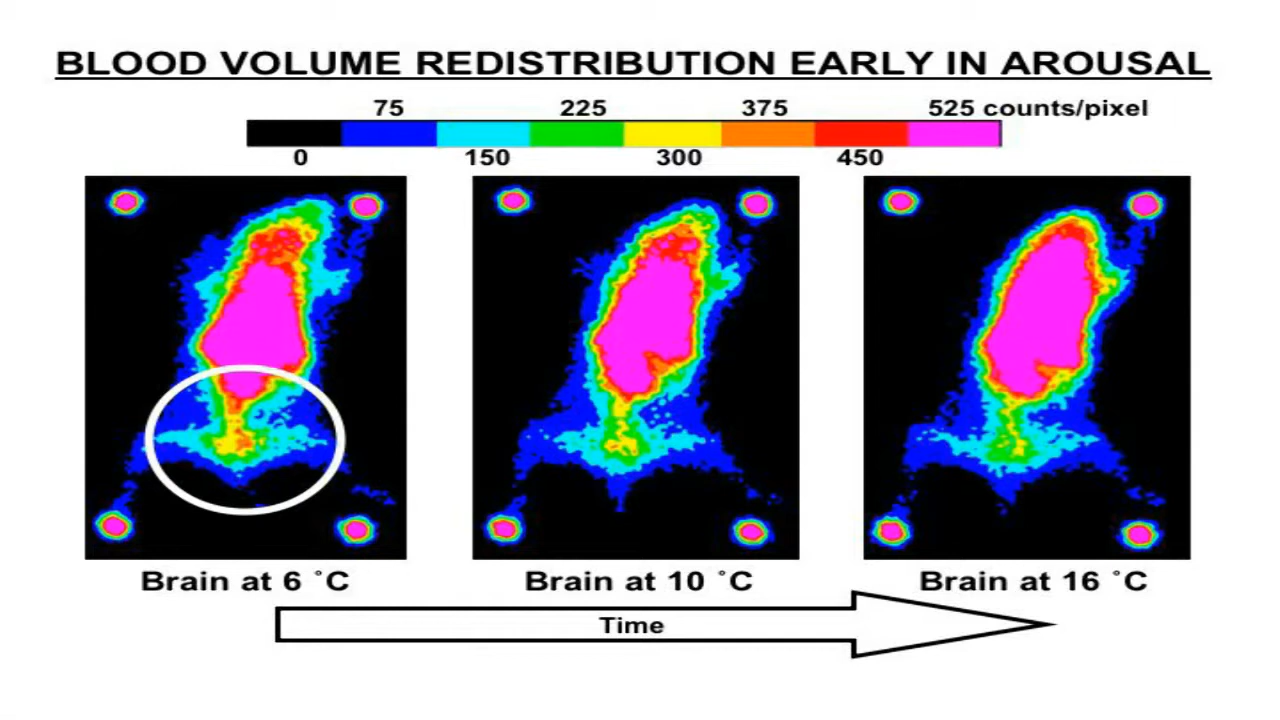 BLOOD VOLUME REDISTRIBUTION EARLY IN AROUSAL
75 225 375 525 counts/pixel
0 150 300 450
Brain at 6 ˚C Brain at 10 ˚C Brain at 16 ˚C
Time